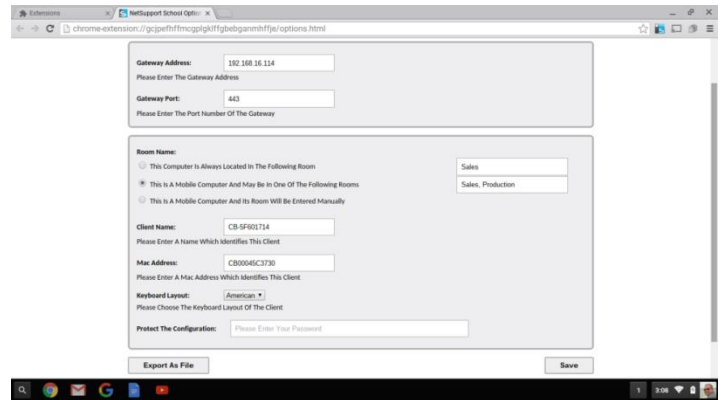 Extensions
NetSupport School Optio
chrome-extension://gcjpefhffmcgplgklffgbebganmhffje/options.html
Gateway Address:
192.168.16.114
Please Enter The Gateway Address
Gateway Port:
443
Please Enter The Port Number Of The Gateway
Room Name:
This Computer Is Always Located In The Following Room
Sales
This Is A Mobile Computer And May Be In One Of The Following Rooms
Sales, Production
This Is A Mobile Computer And Its Room Will Be Entered Manually
Client Name:
CB-5F601714
Please Enter A Name Which Identifies This Client
Mac Address:
CB00045C3730
Please Enter A Mac Address Which Identifies This Client
Keyboard Layout:
American
Please Choose The Keyboard Layout Of The Client
Protect The Configuration:
Please Enter Your Password
Export As File
Save
1
3:08